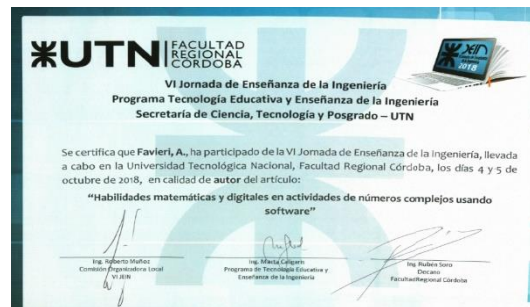 UTN FACULTAD
REGIONAL
CÓRDOBA
JEIN
2018
VI Jornada de Enseñanza de la Ingeniería
Programa Tecnología Educativa y Enseñanza de la Ingeniería
Secretaría de Ciencia, Tecnología y Posgrado – UTN
Se certifica que Favieri, A., ha participado de la VI Jornada de Enseñanza de la Ingeniería, llevada
a cabo en la Universidad Tecnológica Nacional, Facultad Regional Córdoba, los días 4 y 5 de
octubre de 2018, en calidad de autor del artículo:
“Habilidades matemáticas y digitales en actividades de números complejos usando
software”
Ing. Roberto Muñoz
Comisión Organizadora Local
VI JEIN
Ing. Marta Caligaris
Programa de Tecnología Educativa y
Enseñanza de la Ingeniería
Ing. Rubén Soro
Decano
Facultad Regional Córdoba